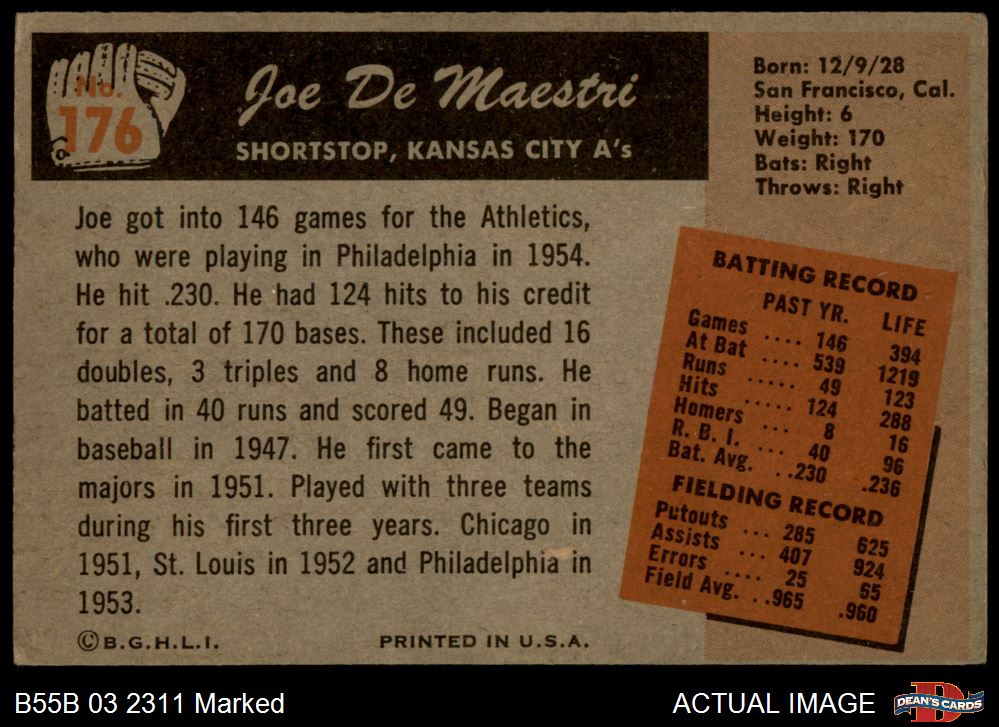 No.
176
Joe De Maestri
SHORTSTOP, KANSAS CITY A's
Born: 12/9/28
San Francisco, Cal.
Height: 6
Weight: 170
Bats: Right
Throws: Right
Joe got into 146 games for the Athletics,
who were playing in Philadelphia in 1954.
He hit .230. He had 124 hits to his credit
for a total of 170 bases. These included 16
doubles, 3 triples and 8 home runs. He
batted in 40 runs and scored 49. Began in
baseball in 1947. He first came to the
majors in 1951. Played with three teams
during his first three years. Chicago in
1951, St. Louis in 1952 and Philadelphia in
1953.
BATTING RECORD
PAST YR. LIFE
Games .... 146 394
At Bat .... 539 1219
Runs ..... 49 123
Hits ..... 124 288
Homers ... 8 16
R. B. I. ... 40 96
Bat. Avg. ...230 .236
FIELDING RECORD
Putouts ... 285 625
Assists ... 407 924
Errors .... 25 65
Field Avg. ..965 .960
©B.G.H.L.I. PRINTED IN U.S.A.
B55B 03 2311 Marked
ACTUAL IMAGE
D
DEAN'S CARDS